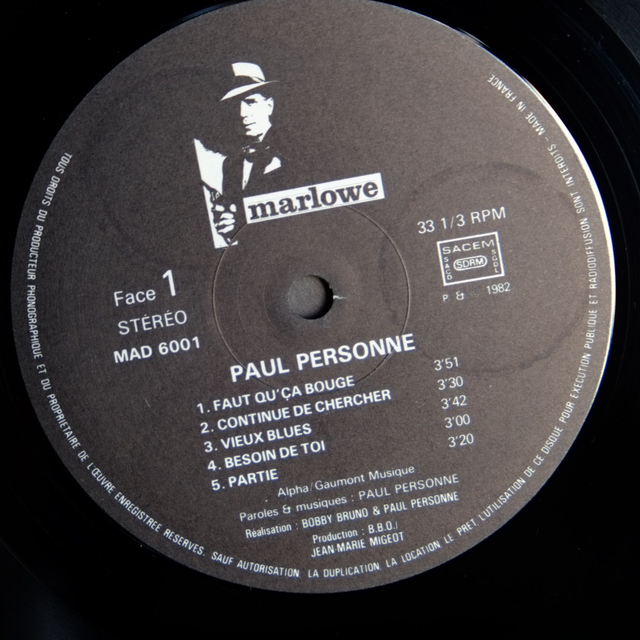 marlowe
33 1/3 RPM
SACEM
SACD
SDRM
SGDL
P & © 1982
Face 1
STÉRÉO
MAD 6001
PAUL PERSONNE
1. FAUT QU'ÇA BOUGE 3'51
2. CONTINUE DE CHERCHER 3'30
3. VIEUX BLUES 3'42
4. BESOIN DE TOI 3'00
5. PARTIE 3'20
Alpha/Gaumont Musique
Paroles & musiques : PAUL PERSONNE
Réalisation : BOBBY BRUNO & PAUL PERSONNE
Production : B.B.O./
JEAN-MARIE MIGEOT
TOUS DROITS DU PRODUCTEUR PHONOGRAPHIQUE ET DU PROPRIETAIRE DE L'ŒUVRE ENREGISTREE RESERVES. SAUF AUTORISATION LA DUPLICATION, LA LOCATION, LE PRET, L'UTILISATION DE CE DISQUE POUR EXECUTION PUBLIQUE ET RADIODIFFUSION SONT INTERDITS - MADE IN FRANCE